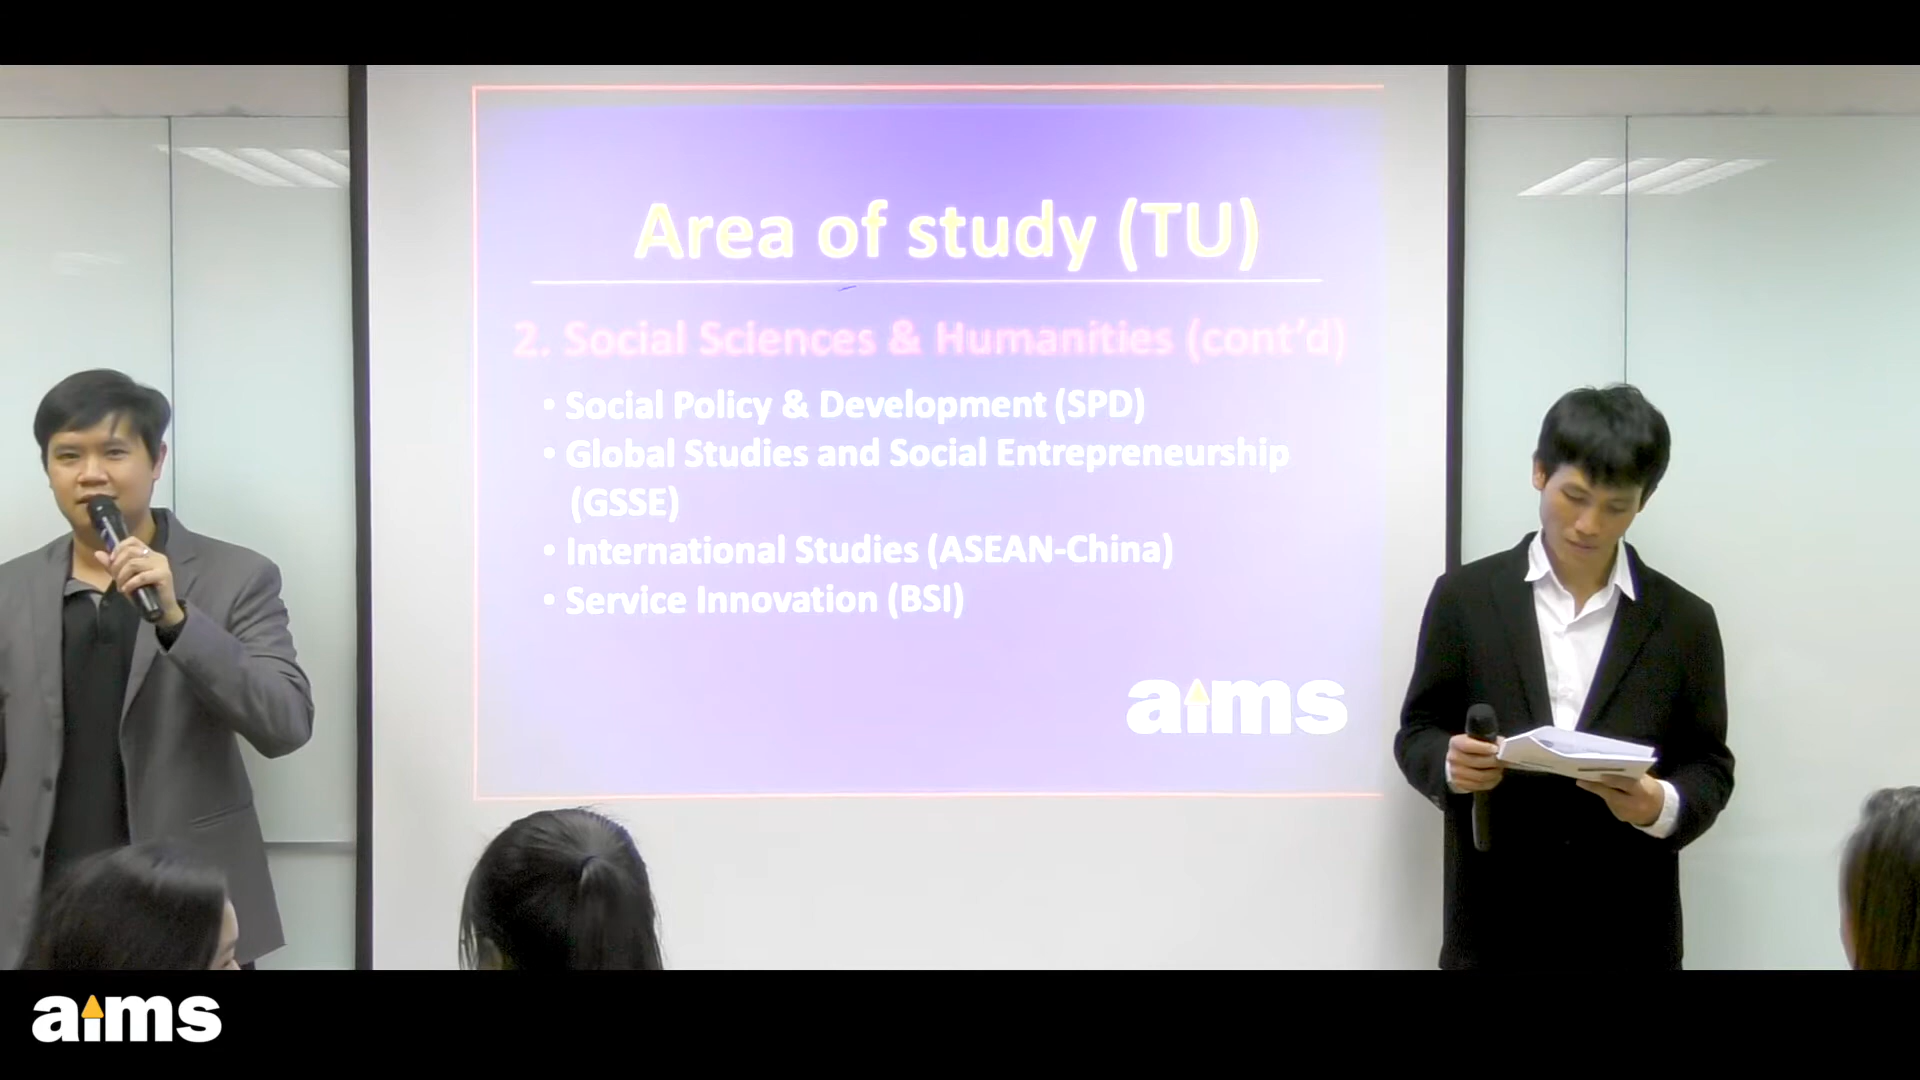 Area of study (TU)
2. Social Sciences & Humanities (cont'd)
• Social Policy & Development (SPD)
• Global Studies and Social Entrepreneurship
(GSSE)
• International Studies (ASEAN-China)
• Service Innovation (BSI)
aims
aims